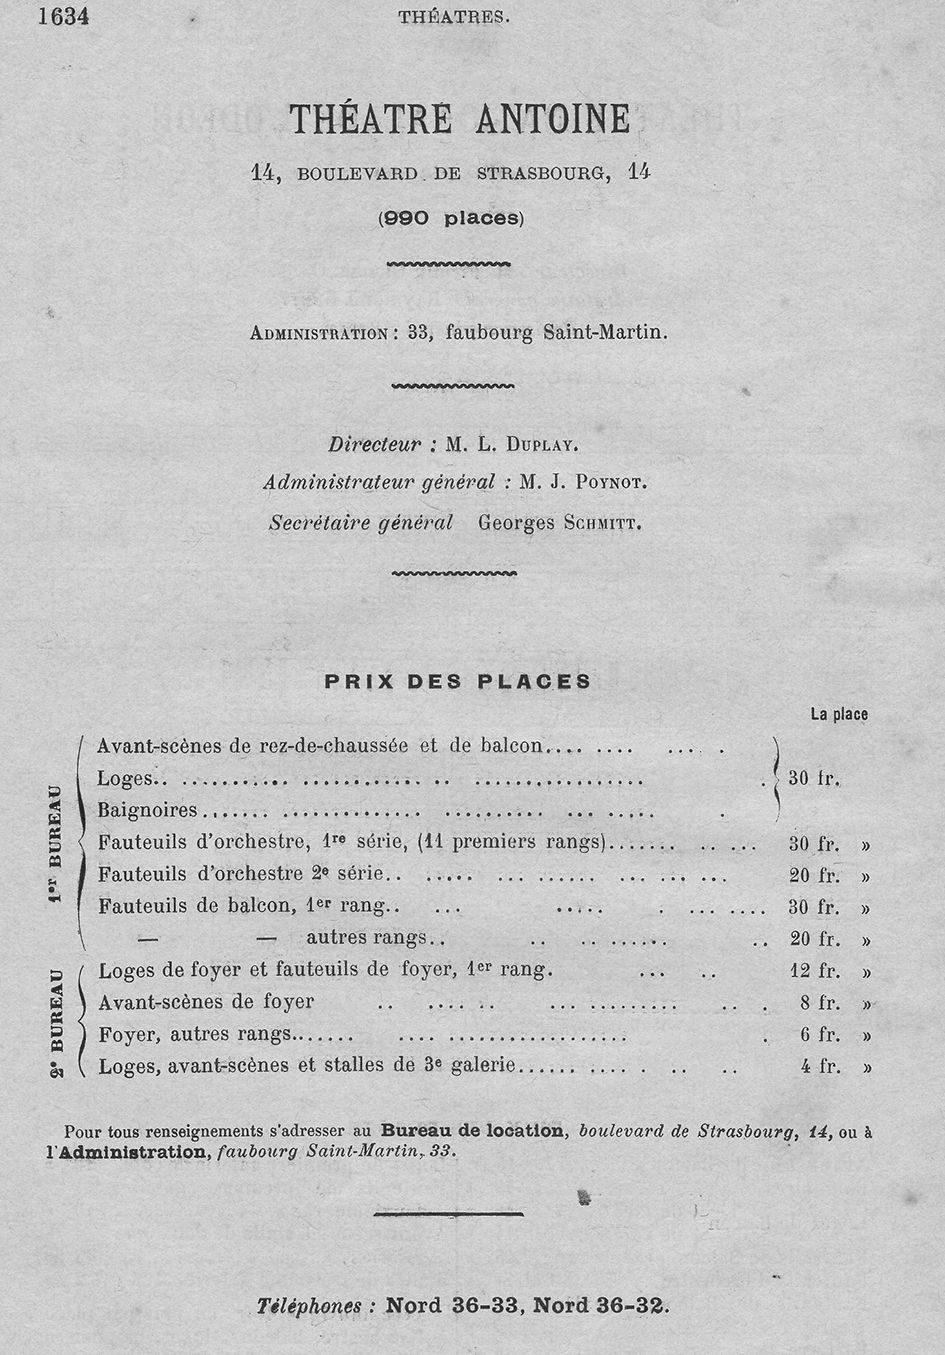 1634 THÉATRES.
THÉATRE ANTOINE
14, BOULEVARD DE STRASBOURG, 14
(990 places)
ADMINISTRATION : 33, faubourg Saint-Martin.
Directeur : M. L. DUPLAY.
Administrateur général : M. J. POYNOT.
Secrétaire général Georges SCHMITT.
PRIX DES PLACES
La place
1er BUREAU
Avant-scènes de rez-de-chaussée et de balcon.... .... .... .
Loges.. ............ ............ .. ................. . 30 fr.
Baignoires ....... .............. .......... ... ..... .
Fauteuils d'orchestre, 1re série, (11 premiers rangs)....... .. ... 30 fr. »
Fauteuils d'orchestre 2e série.. ..... ... ....... ... ... ... 20 fr. »
Fauteuils de balcon, 1er rang.. ... ..... . ... .... 30 fr. »
— — autres rangs.. .. .. ...... .. 20 fr. »
2e BUREAU
Loges de foyer et fauteuils de foyer, 1er rang. ... .. 12 fr. »
Avant-scènes de foyer .. .... .. ... ......... .. . 8 fr. »
Foyer, autres rangs....... .... .................. . 6 fr. »
Loges, avant-scènes et stalles de 3e galerie...... .... . .. .. 4 fr. »
Pour tous renseignements s'adresser au Bureau de location, boulevard de Strasbourg, 14, ou à
l'Administration, faubourg Saint-Martin, 33.
Téléphones : Nord 36-33, Nord 36-32.